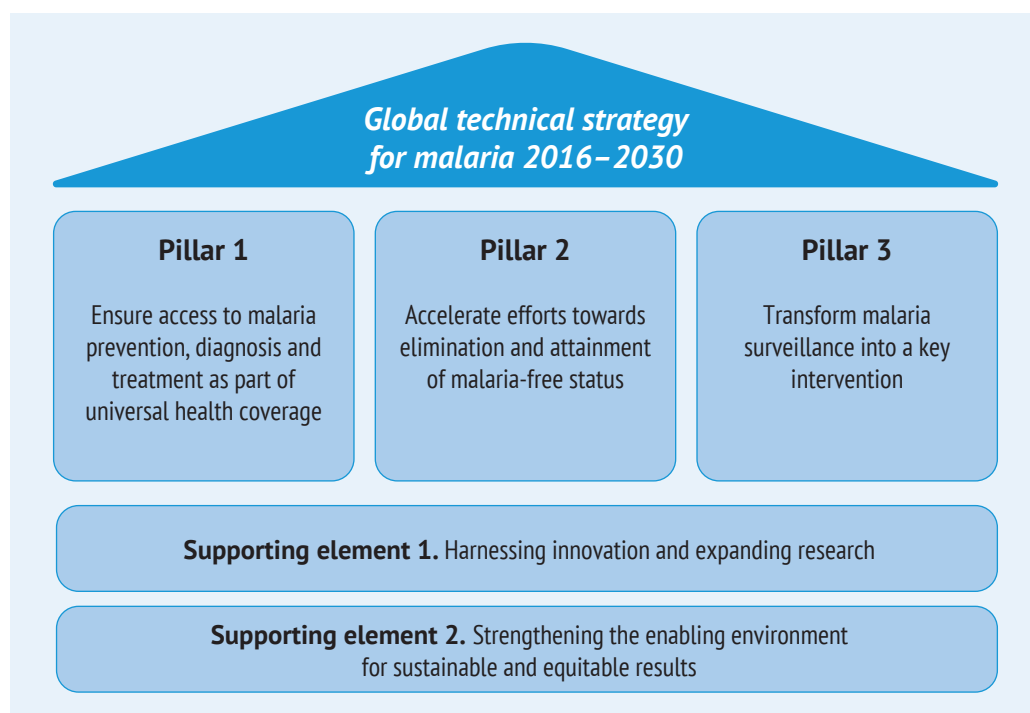 Global technical strategy
for malaria 2016–2030
Pillar 1
Ensure access to malaria
prevention, diagnosis and
treatment as part of
universal health coverage
Pillar 2
Accelerate efforts towards
elimination and attainment
of malaria-free status
Pillar 3
Transform malaria
surveillance into a key
intervention
Supporting element 1. Harnessing innovation and expanding research
Supporting element 2. Strengthening the enabling environment
for sustainable and equitable results